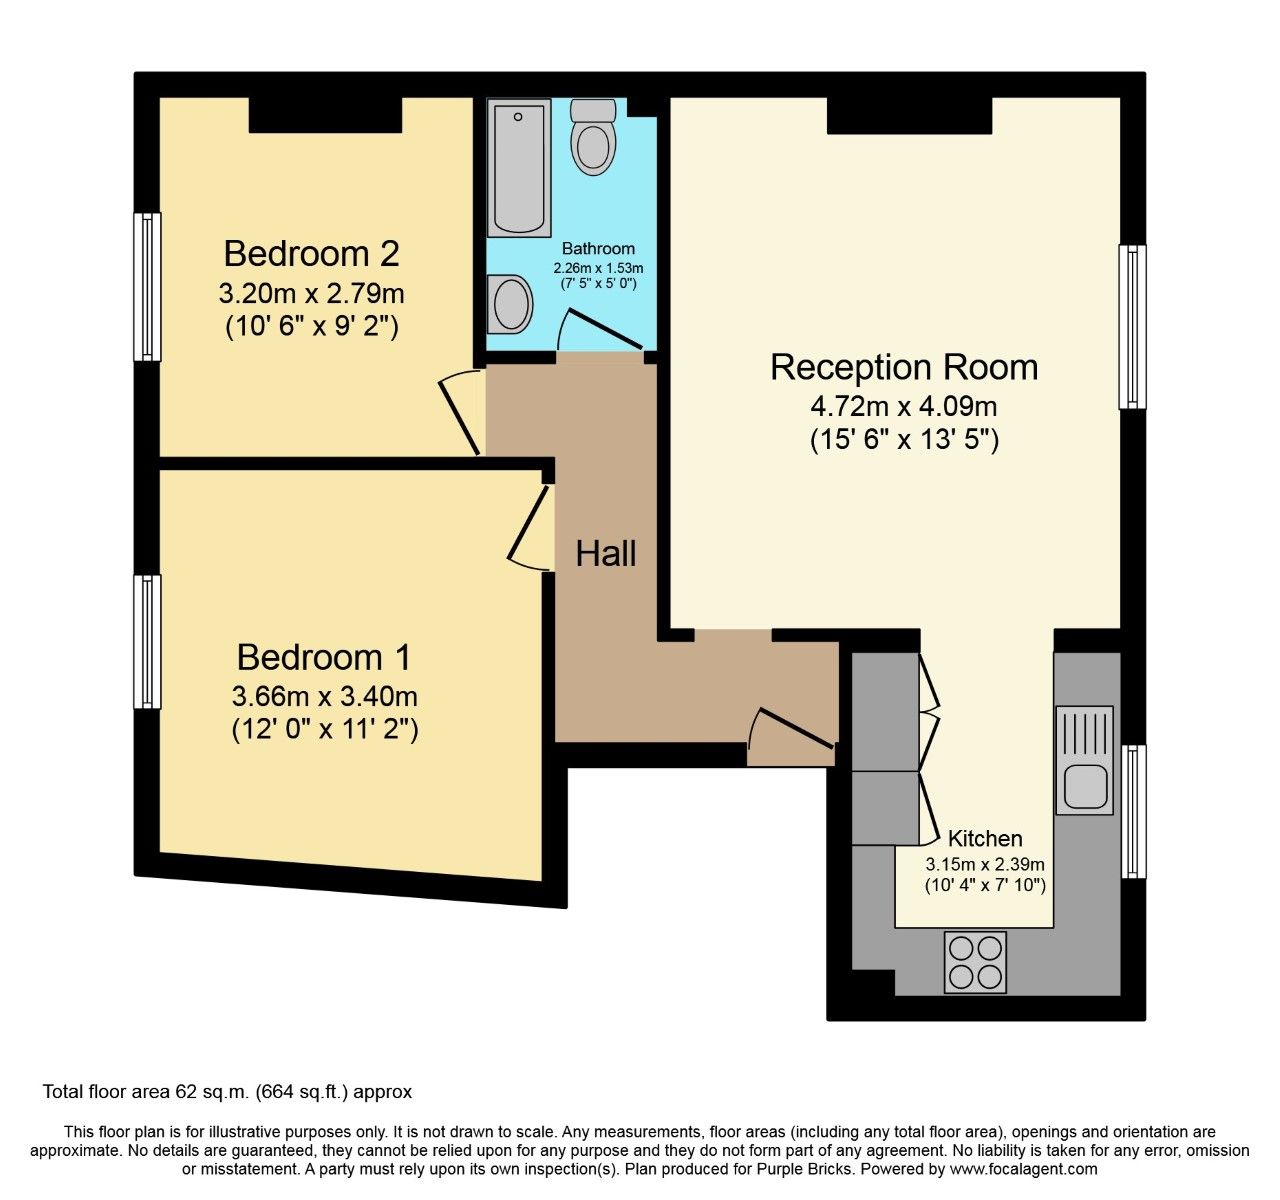 Bedroom 2
3.20m x 2.79m
(10' 6" x 9' 2")
Bathroom
2.26m x 1.53m
(7' 5" x 5' 0")
Reception Room
4.72m x 4.09m
(15' 6" x 13' 5")
Hall
Bedroom 1
3.66m x 3.40m
(12' 0" x 11' 2")
Kitchen
3.15m x 2.39m
(10' 4" x 7' 10")
Total floor area 62 sq.m. (664 sq.ft.) approx
This floor plan is for illustrative purposes only. It is not drawn to scale. Any measurements, floor areas (including any total floor area), openings and orientation are
approximate. No details are guaranteed, they cannot be relied upon for any purpose and they do not form part of any agreement. No liability is taken for any error, omission
or misstatement. A party must rely upon its own inspection(s). Plan produced for Purple Bricks. Powered by www.focalagent.com